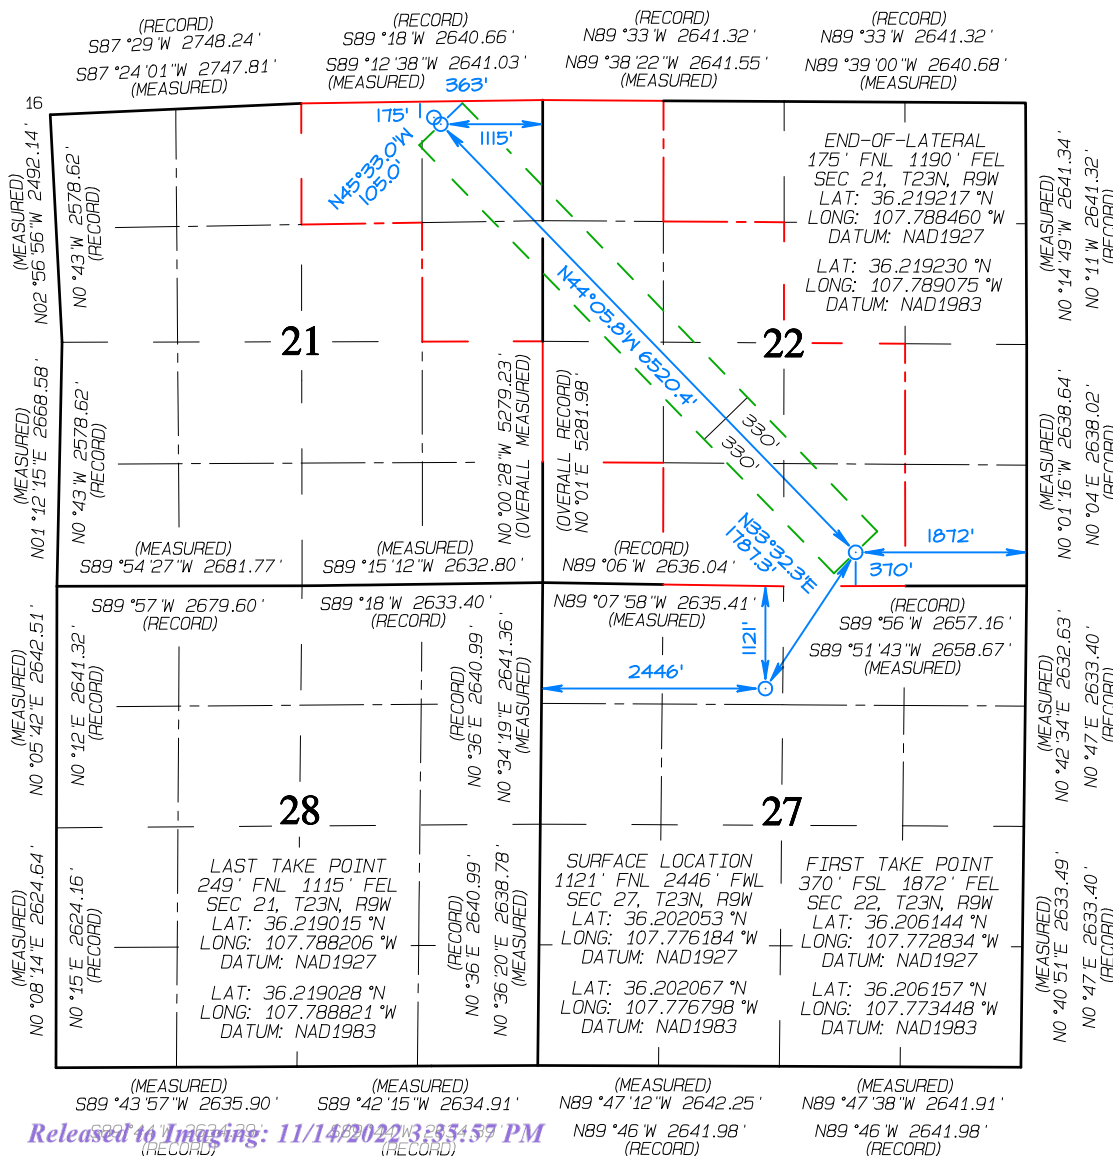 (RECORD)
S87°29'W 2748.24'
S87°24'01"W 2747.81'
(MEASURED)
(RECORD)
S89°18'W 2640.66'
S89°12'38"W 2641.03'
(MEASURED)
(RECORD)
N89°33'W 2641.32'
N89°38'22"W 2641.55'
(MEASURED)
(RECORD)
N89°33'W 2641.32'
N89°39'00"W 2640.68'
(MEASURED)
16
363'
175'
1115'
N45°33.0'W
105.0'
END-OF-LATERAL
175' FNL 1190' FEL
SEC 21, T23N, R9W
LAT: 36.219217°N
LONG: 107.788460°W
DATUM: NAD1927
LAT: 36.219230°N
LONG: 107.789075°W
DATUM: NAD1983
(MEASURED)
N02°56'56"W 2492.14'
N0°43'W 2578.62'
(RECORD)
(MEASURED)
N0°14'49"W 2641.34'
N0°11'W 2641.32'
(RECORD)
21
22
N44°05.8'W 6520.4'
330'
330'
(MEASURED)
N01°12'15"E 2668.58'
N0°43'W 2578.62'
(RECORD)
N0°00'28"W 5279.23'
(OVERALL MEASURED)
(OVERALL RECORD)
N0°01'E 5281.98'
(MEASURED)
N0°01'16"W 2638.64'
N0°04'E 2638.02'
(RECORD)
(MEASURED)
S89°54'27"W 2681.77'
(MEASURED)
S89°15'12"W 2632.80'
(RECORD)
N89°06'W 2636.04'
N33°32.3'E
1787.3'
1872'
370'
S89°57'W 2679.60'
(RECORD)
S89°18'W 2633.40'
(RECORD)
N89°07'58"W 2635.41'
(MEASURED)
(RECORD)
S89°56'W 2657.16'
S89°51'43"W 2658.67'
(MEASURED)
1121'
2446'
(MEASURED)
N0°05'42"E 2642.51'
N0°12'E 2641.32'
(RECORD)
(RECORD)
N0°36'E 2640.99'
N0°34'19"E 2641.36'
(MEASURED)
(MEASURED)
N0°42'34"E 2632.63'
N0°47'E 2633.40'
(RECORD)
28
27
(MEASURED)
N0°08'14"E 2624.64'
N0°15'E 2624.16'
(RECORD)
LAST TAKE POINT
249' FNL 1115' FEL
SEC 21, T23N, R9W
LAT: 36.219015°N
LONG: 107.788206°W
DATUM: NAD1927
LAT: 36.219028°N
LONG: 107.788821°W
DATUM: NAD1983
(RECORD)
N0°36'E 2640.99'
N0°36'20"E 2638.78'
(MEASURED)
SURFACE LOCATION
1121' FNL 2446' FWL
SEC 27, T23N, R9W
LAT: 36.202053°N
LONG: 107.776184°W
DATUM: NAD1927
LAT: 36.202067°N
LONG: 107.776798°W
DATUM: NAD1983
FIRST TAKE POINT
370' FSL 1872' FEL
SEC 22, T23N, R9W
LAT: 36.206144°N
LONG: 107.772834°W
DATUM: NAD1927
LAT: 36.206157°N
LONG: 107.773448°W
DATUM: NAD1983
(MEASURED)
N0°40'51"E 2633.49'
N0°47'E 2633.40'
(RECORD)
(MEASURED)
S89°43'57"W 2635.90'
(RECORD)
(MEASURED)
S89°42'15"W 2634.91'
(RECORD)
(MEASURED)
N89°47'12"W 2642.25'
N89°46'W 2641.98'
(RECORD)
(MEASURED)
N89°47'38"W 2641.91'
N89°46'W 2641.98'
(RECORD)
Released to Imaging: 11/14/2022 3:35:57 PM